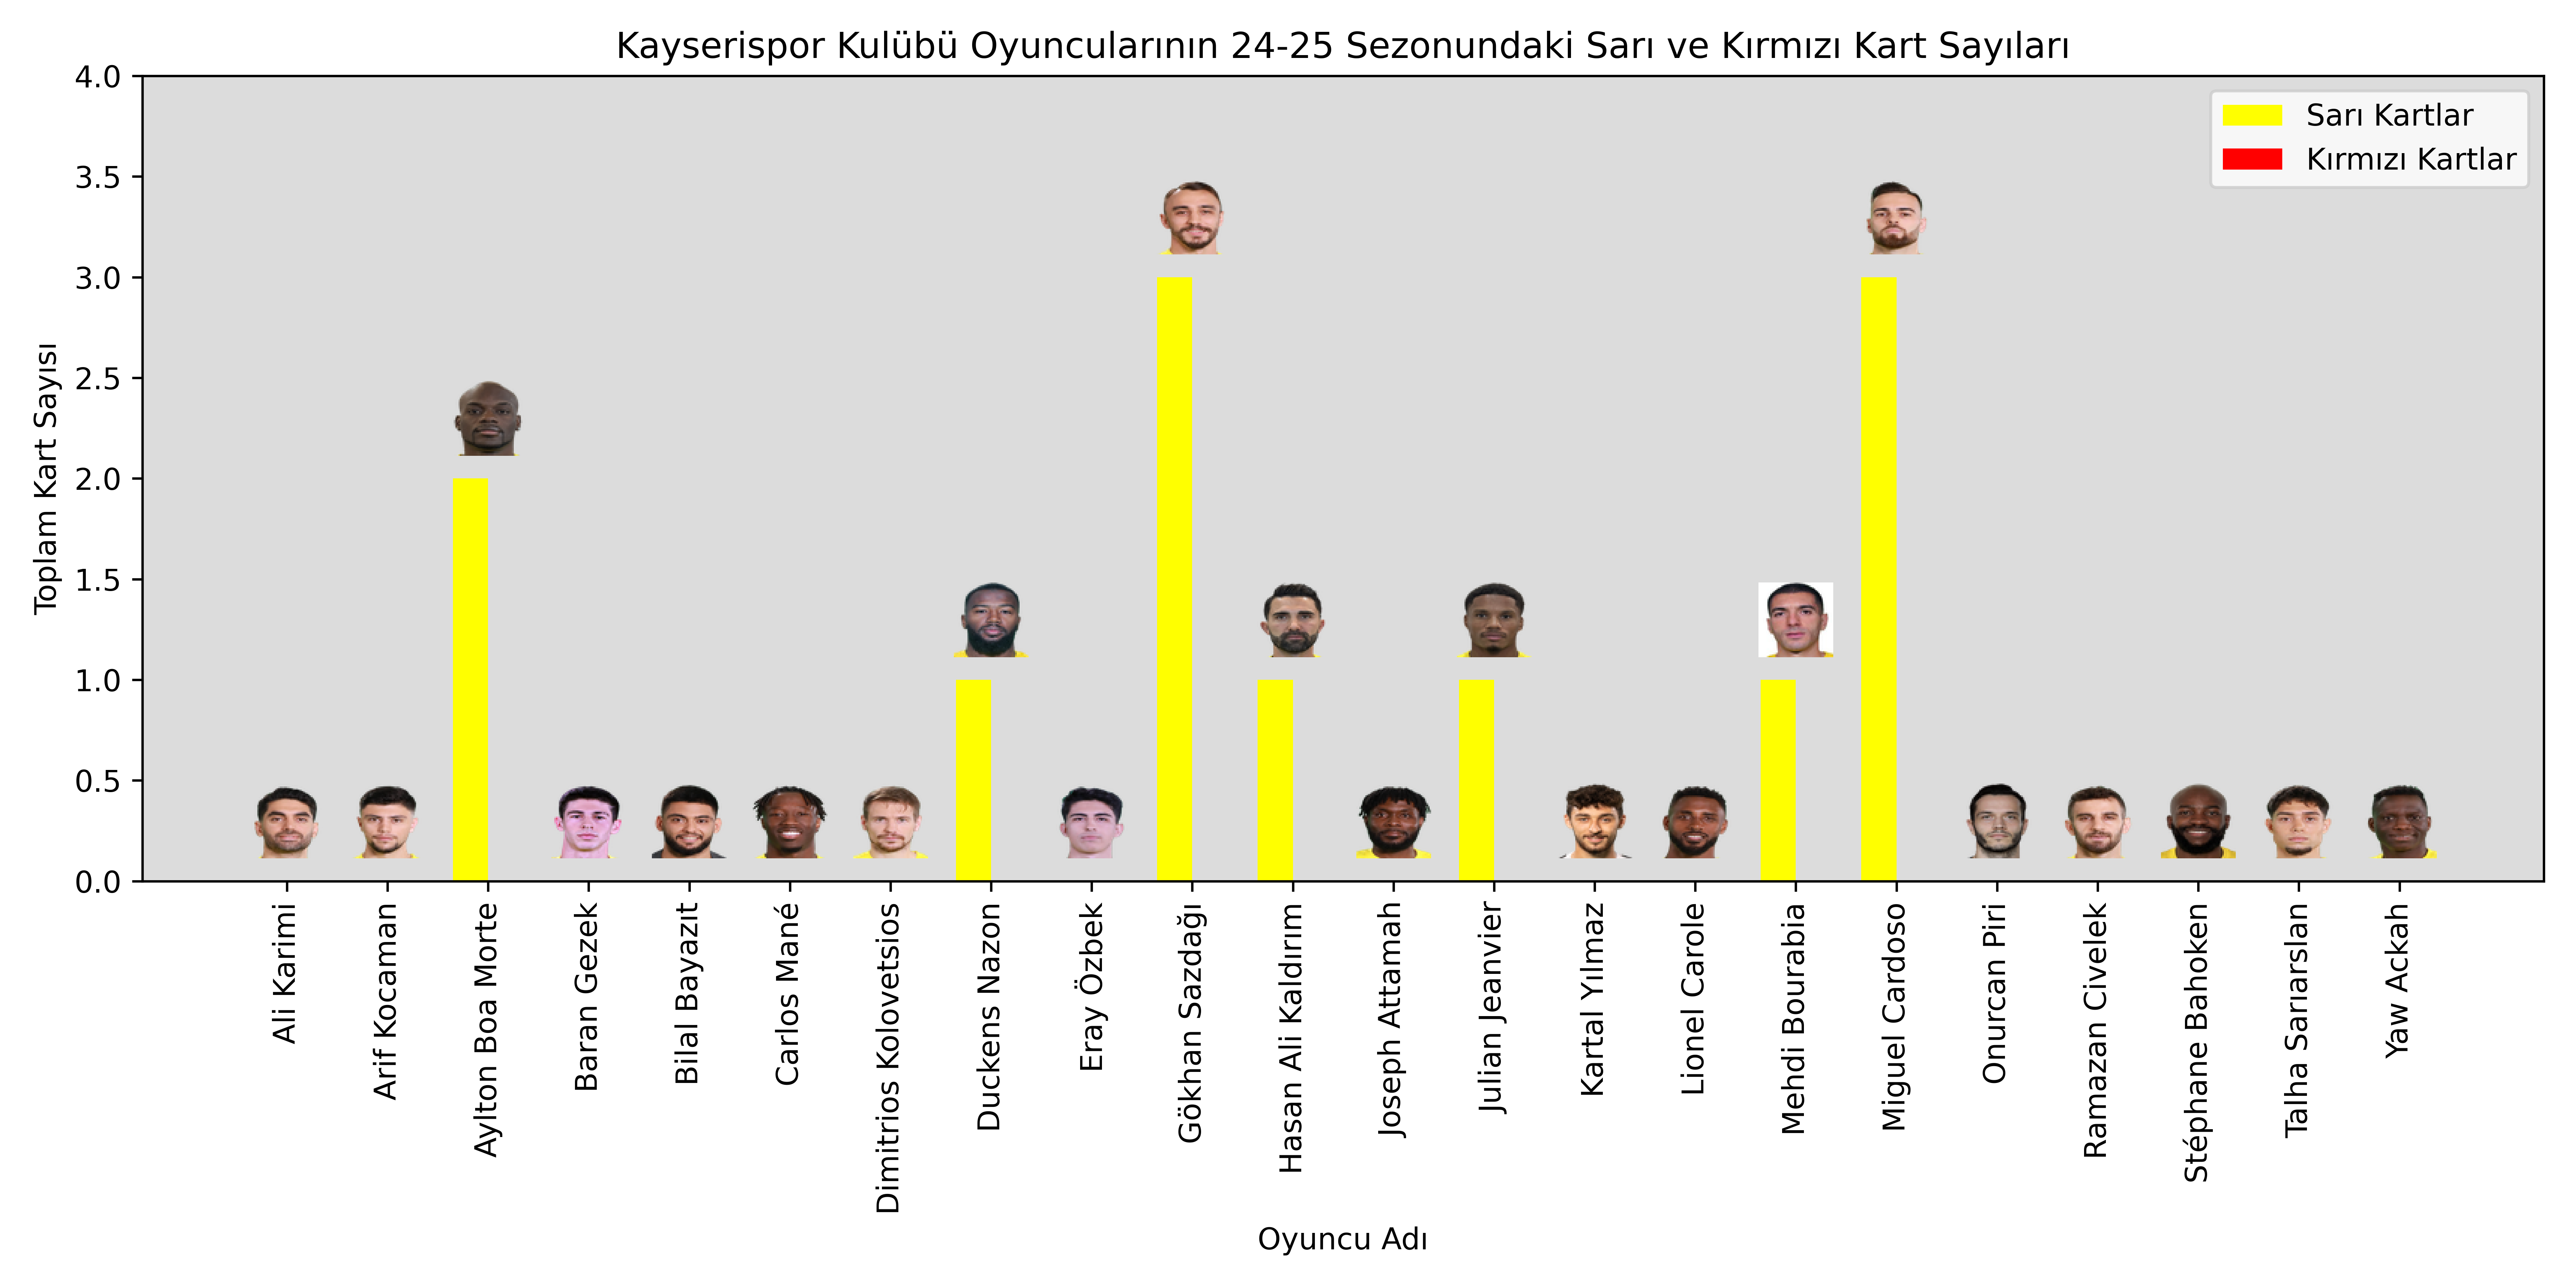 Kayserispor Kulübü Oyuncularının 24-25 Sezonundaki Sarı ve Kırmızı Kart Sayıları
Sarı Kartlar
Kırmızı Kartlar
Toplam Kart Sayısı
4.0
3.5
3.0
2.5
2.0
1.5
1.0
0.5
0.0
Ali Karimi
Arif Kocaman
Aylton Boa Morte
Baran Gezek
Bilal Bayazıt
Carlos Mané
Dimitrios Kolovetsios
Duckens Nazon
Eray Özbek
Gökhan Sazdağı
Hasan Ali Kaldırım
Joseph Attamah
Julian Jeanvier
Kartal Yılmaz
Lionel Carole
Mehdi Bourabia
Miguel Cardoso
Onurcan Piri
Ramazan Civelek
Stéphane Bahoken
Talha Sarıarslan
Yaw Ackah
Oyuncu Adı